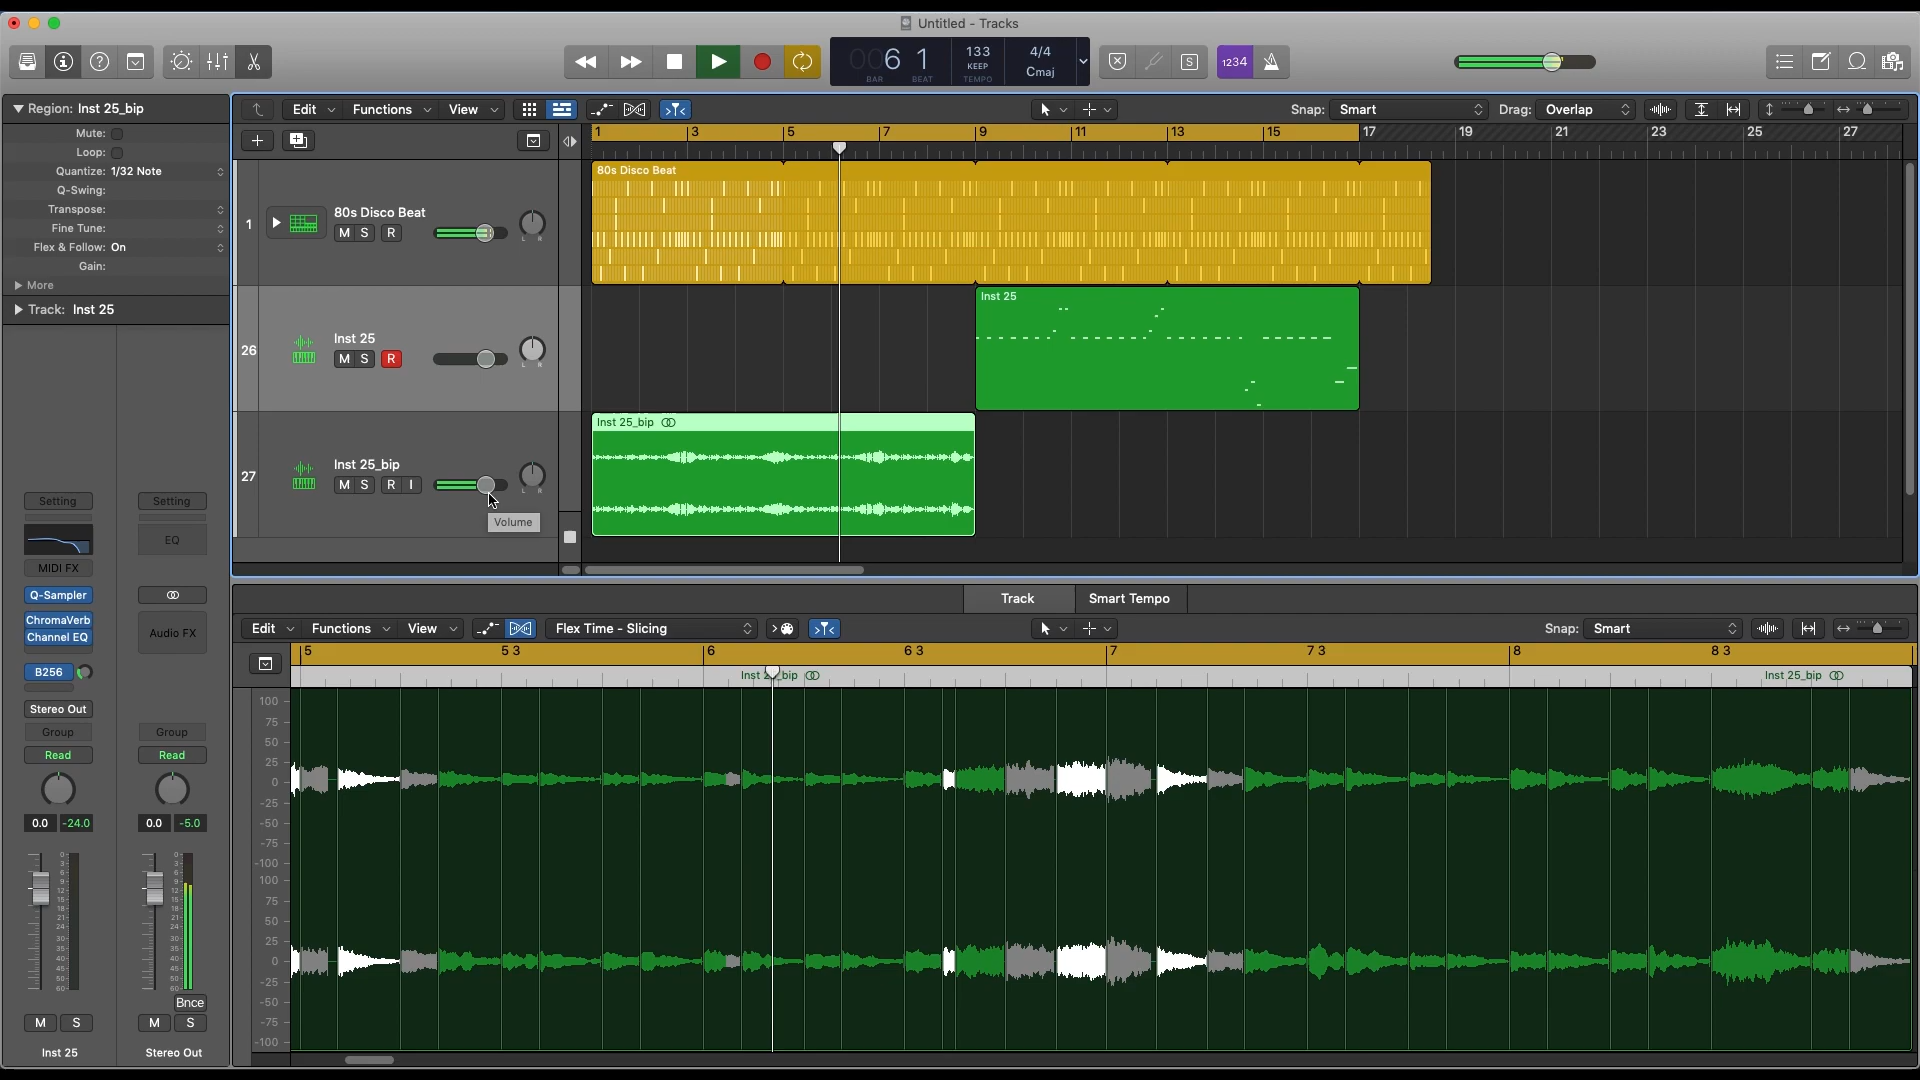 Untitled - Tracks
006 1
BAR BEAT
133
KEEP
TEMPO
4/4
Cmaj
S
1234
Region: Inst 25_bip
Mute:
Loop:
Quantize: 1/32 Note
Q-Swing:
Transpose:
Fine Tune:
Flex & Follow: On
Gain:
More
Track: Inst 25
Edit Functions View
Snap: Smart
Drag: Overlap
1 3 5 7 9 11 13 15 17 19 21 23 25 27
1
80s Disco Beat
M S R
L R
80s Disco Beat
26
Inst 25
M S R
L R
Inst 25
27
Inst 25_bip
M S R I
L R
Volume
Inst 25_bip
Setting Setting
EQ
MIDI FX
Q-Sampler
ChromaVerb
Channel EQ
Audio FX
B256
Stereo Out
Group Group
Read Read
0.0 -24.0 0.0 -5.0
Bnce
M S M S
Inst 25 Stereo Out
Track Smart Tempo
Edit Functions View Flex Time - Slicing
Snap: Smart
5 5 3 6 6 3 7 7 3 8 8 3
Inst 25_bip Inst 25_bip
100
75
50
25
0
-25
-50
-75
-100
100
75
50
25
0
-25
-50
-75
-100